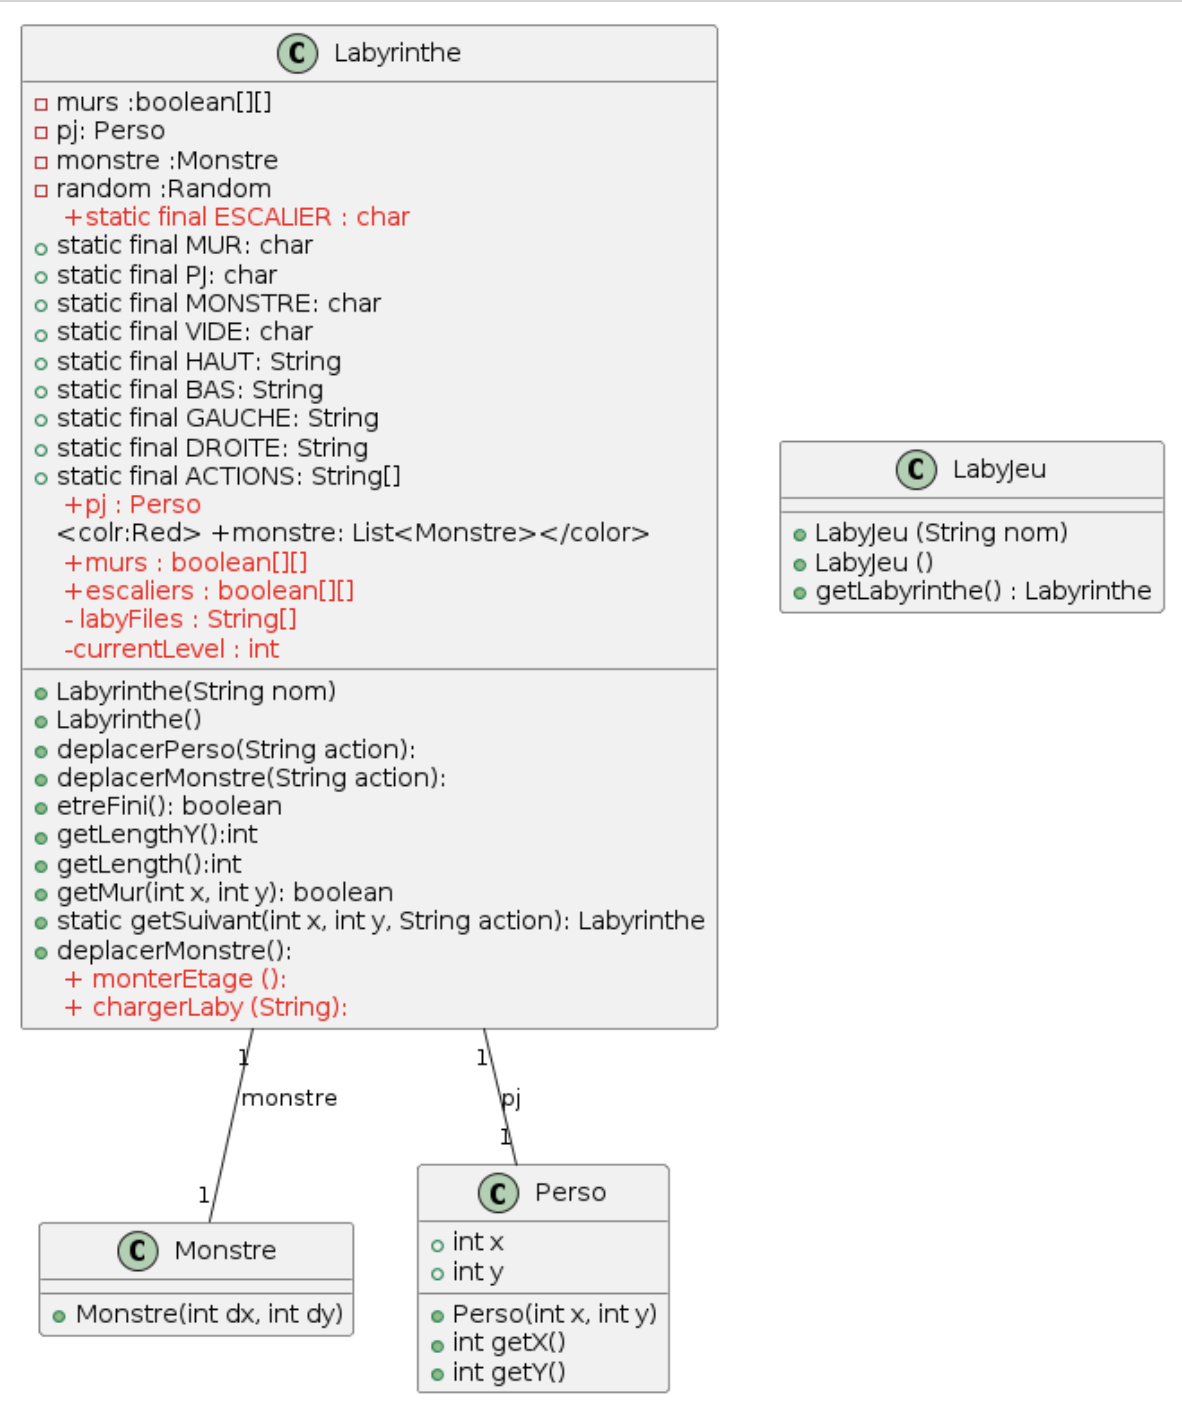 C Labyrinthe
murs :boolean[][]
pj: Perso
monstre :Monstre
random :Random
+static final ESCALIER : char
static final MUR: char
static final PJ: char
static final MONSTRE: char
static final VIDE: char
static final HAUT: String
static final BAS: String
static final GAUCHE: String
static final DROITE: String
static final ACTIONS: String[]
+pj : Perso
<colr:Red> +monstre: List<Monstre></color>
+murs : boolean[][]
+escaliers : boolean[][]
- labyFiles : String[]
-currentLevel : int
Labyrinthe(String nom)
Labyrinthe()
deplacerPerso(String action):
deplacerMonstre(String action):
etreFini(): boolean
getLengthY():int
getLength():int
getMur(int x, int y): boolean
static getSuivant(int x, int y, String action): Labyrinthe
deplacerMonstre():
+ monterEtage ():
+ chargerLaby (String):
C LabyJeu
LabyJeu (String nom)
LabyJeu ()
getLabyrinthe() : Labyrinthe
1
monstre
1
1
pj
1
C Monstre
Monstre(int dx, int dy)
C Perso
int x
int y
Perso(int x, int y)
int getX()
int getY()